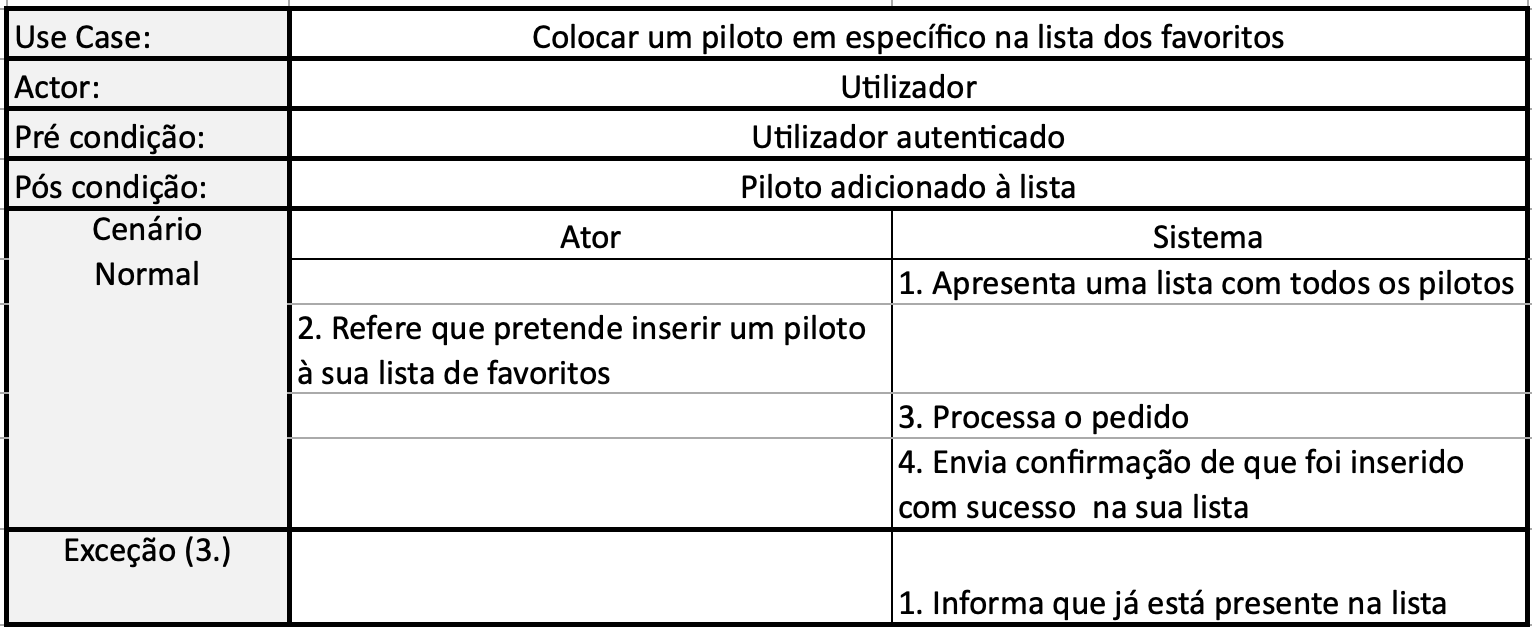 Use Case:
Colocar um piloto em específico na lista dos favoritos
Actor:
Utilizador
Pré condição:
Utilizador autenticado
Pós condição:
Piloto adicionado à lista
Cenário
Normal
Ator
Sistema
1. Apresenta uma lista com todos os pilotos
2. Refere que pretende inserir um piloto
à sua lista de favoritos
3. Processa o pedido
4. Envia confirmação de que foi inserido
com sucesso  na sua lista
Exceção (3.)
1. Informa que já está presente na lista